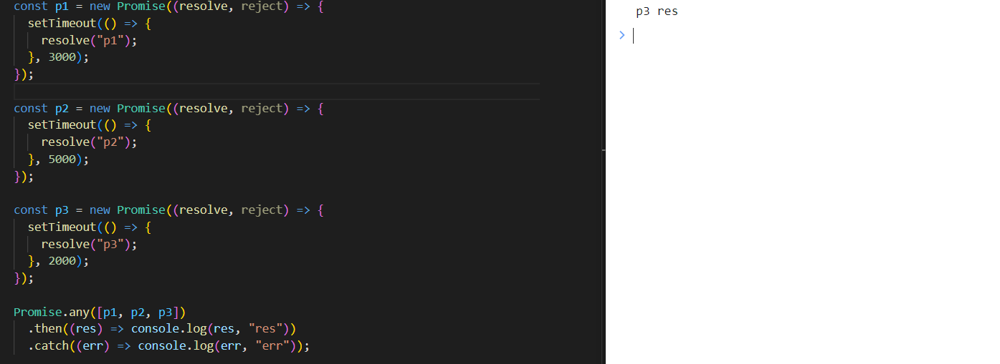 const p1 = new Promise((resolve, reject) => {
  setTimeout(() => {
    resolve("p1");
  }, 3000);
});

const p2 = new Promise((resolve, reject) => {
  setTimeout(() => {
    resolve("p2");
  }, 5000);
});

const p3 = new Promise((resolve, reject) => {
  setTimeout(() => {
    resolve("p3");
  }, 2000);
});

Promise.any([p1, p2, p3])
  .then((res) => console.log(res, "res"))
  .catch((err) => console.log(err, "err"));
p3 res
>